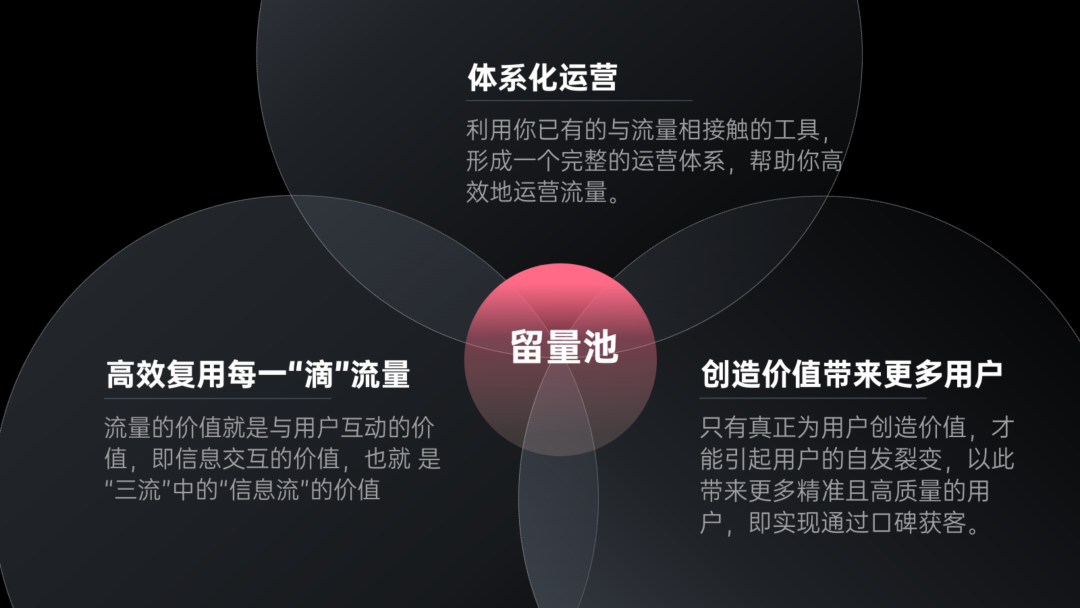 体系化运营
利用你已有的与流量相接触的工具，
形成一个完整的运营体系，帮助你高
效地运营流量。
留量池
高效复用每一“滴”流量
流量的价值就是与用户互动的价
值，即信息交互的价值，也就 是
“三流”中的“信息流”的价值
创造价值带来更多用户
只有真正为用户创造价值，才
能引起用户的自发裂变，以此
带来更多精准且高质量的用
户，即实现通过口碑获客。